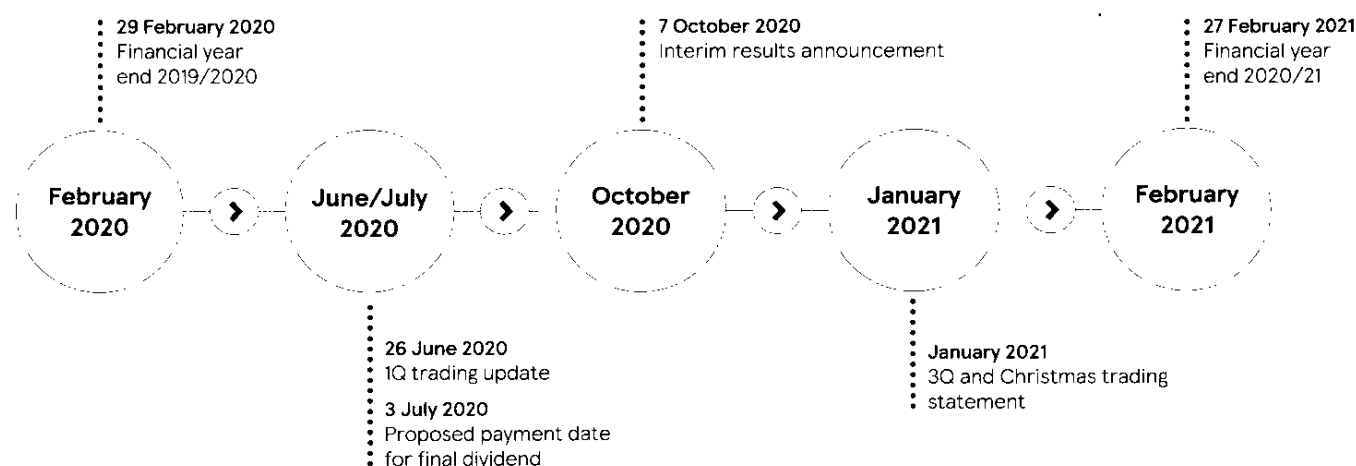 29 February 2020
Financial year
end 2019/2020
7 October 2020
Interim results announcement
27 February 2021
Financial year
end 2020/21
February
2020
June/July
2020
October
2020
January
2021
February
2021
26 June 2020
1Q trading update
3 July 2020
Proposed payment date
for final dividend
January 2021
3Q and Christmas trading
statement